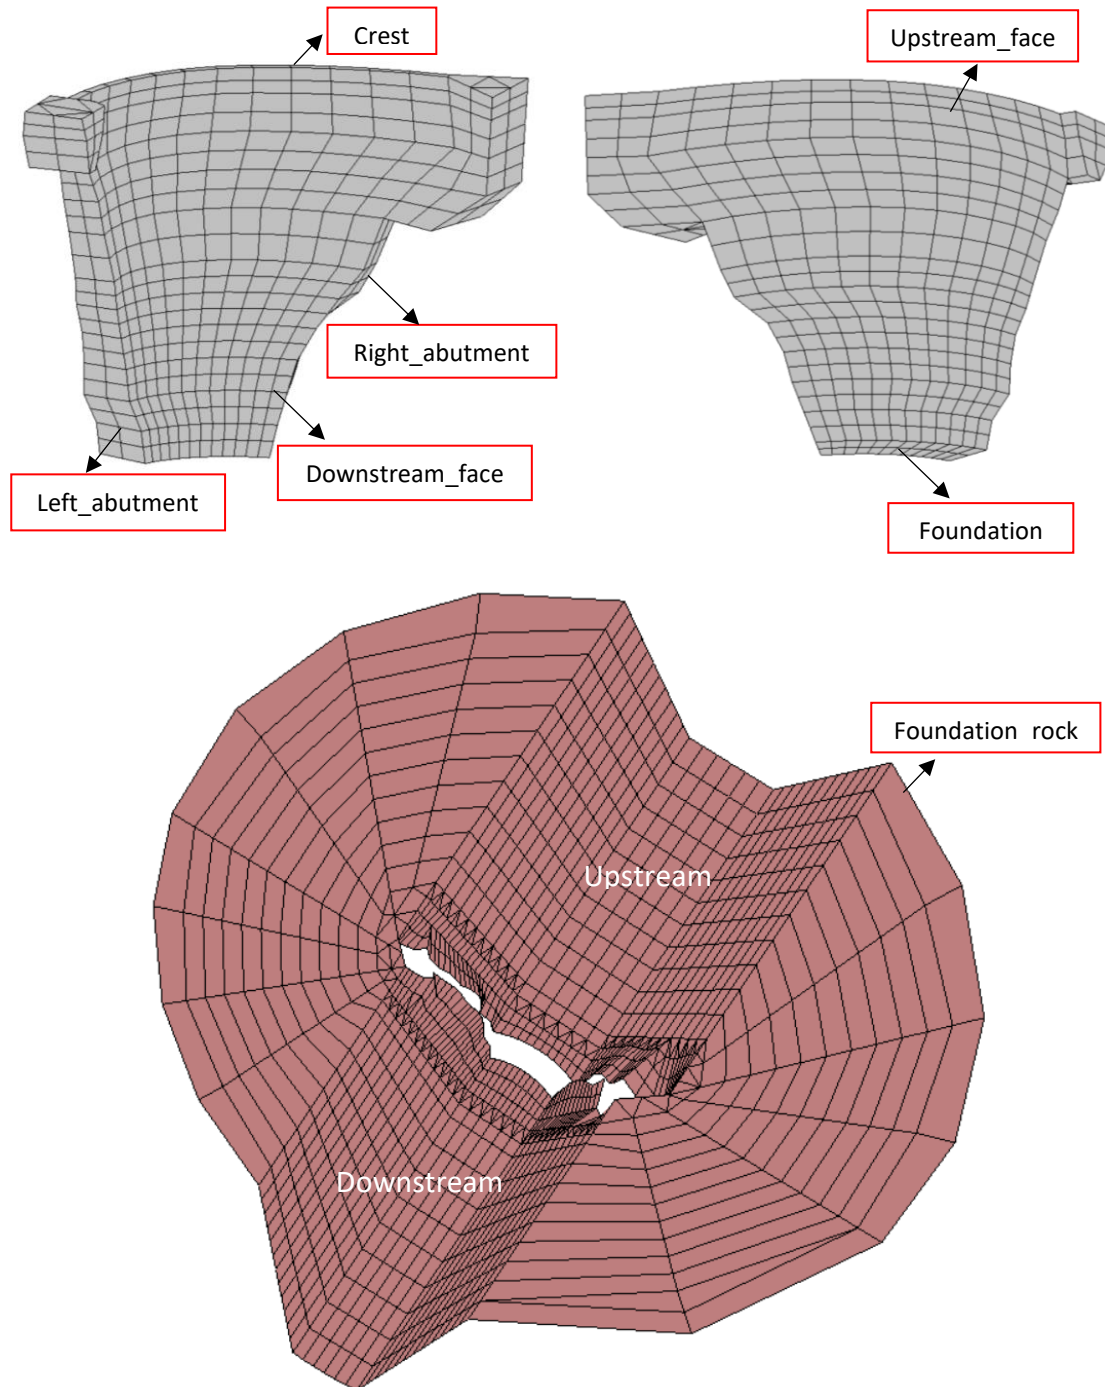 Crest
Upstream_face
Right_abutment
Downstream_face
Left_abutment
Foundation
Foundation rock
Upstream
Downstream